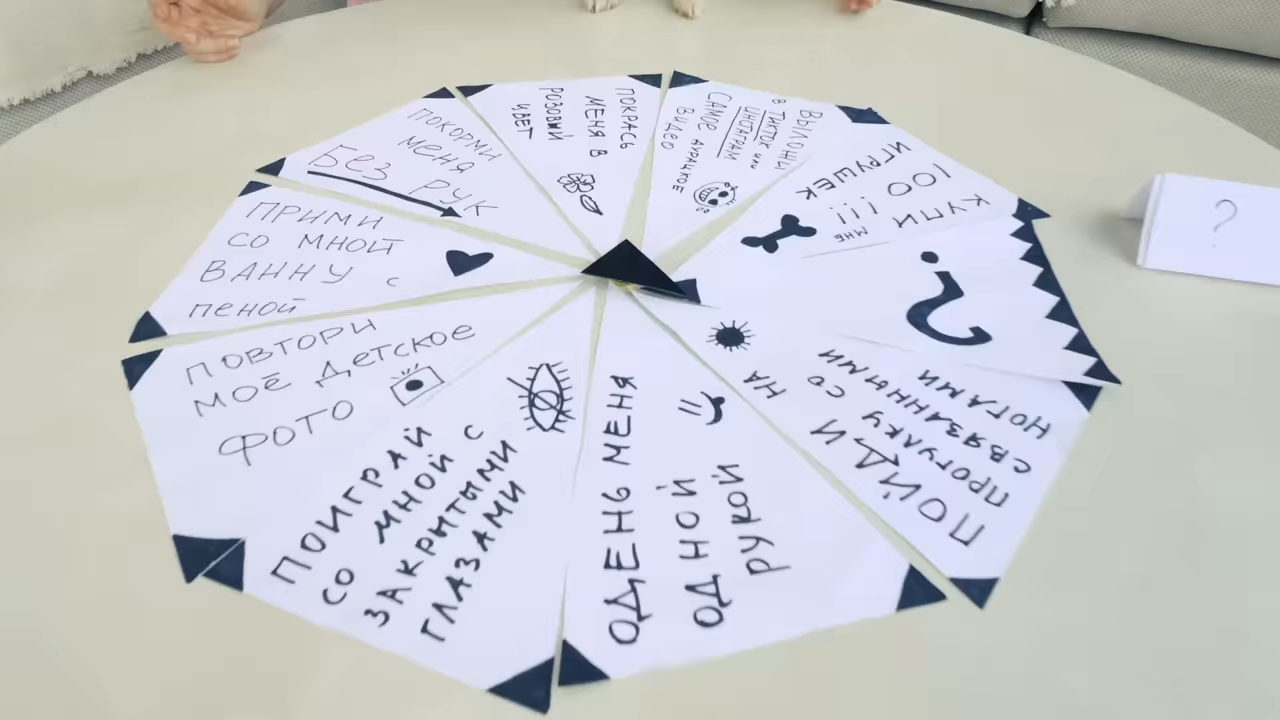 ПОКРАСЬ
МЕНЯ В
РОЗОВЫЙ
ЦВЕТ
ВЫЛОЖИ
В ТИКТОК ИЛИ
ИНСТАГРАМ
САМОЕ ДУРАЦКОЕ
ВИДЕО
КУПИ МНЕ
100 !!!
ИГРУШЕК
?
ПОЙДИ НА
ПРОГУЛКУ СО
СВЯЗАННЫМИ
НОГАМИ
ОДЕНЬ МЕНЯ
ОДНОЙ
РУКОЙ
ПОИГРАЙ
СО МНОЙ С
ЗАКРЫТЫМИ
ГЛАЗАМИ
ПОВТОРИ
МОЁ ДЕТСКОЕ
ФОТО
ПРИМИ
СО МНОЙ
ВАННУ С
пеной
ПОКОРМИ
МЕНЯ
БЕЗ РУК
?